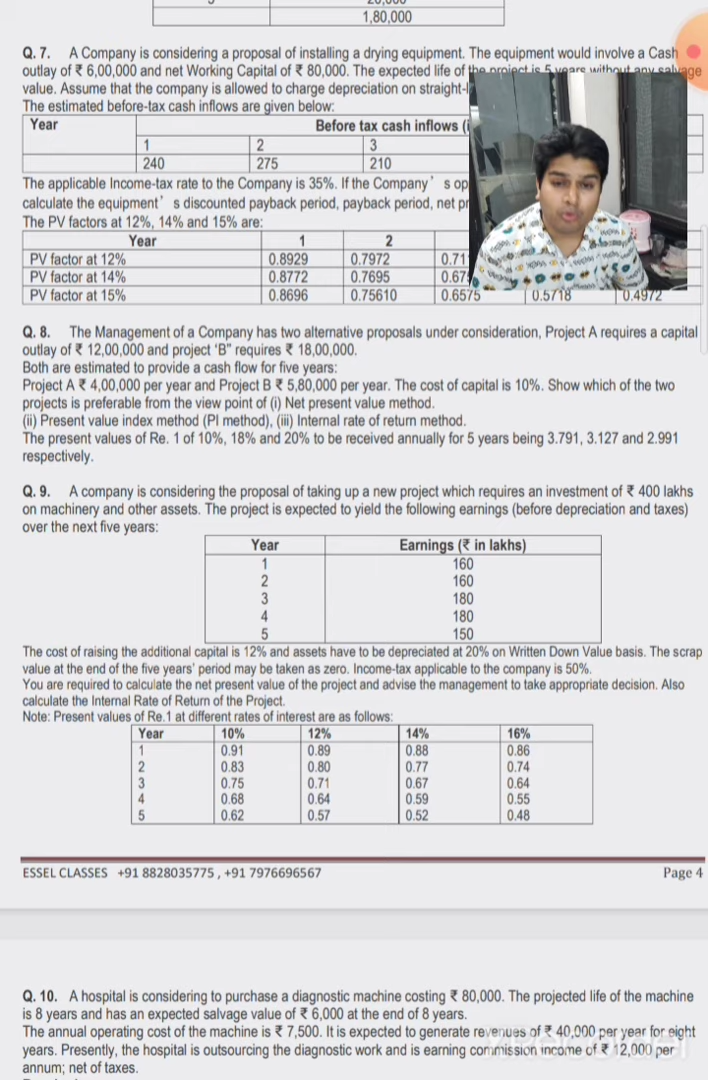 1,80,000
Q. 7. A Company is considering a proposal of installing a drying equipment. The equipment would involve a Cash
outlay of ₹ 6,00,000 and net Working Capital of ₹ 80,000. The expected life of the project is 5 years without any salvage
value. Assume that the company is allowed to charge depreciation on straight-l
The estimated before-tax cash inflows are given below:
Year Before tax cash inflows (i
1 2 3
240 275 210
The applicable Income-tax rate to the Company is 35%. If the Company' s op
calculate the equipment' s discounted payback period, payback period, net pr
The PV factors at 12%, 14% and 15% are:
Year 1 2
PV factor at 12% 0.8929 0.7972 0.71
PV factor at 14% 0.8772 0.7695 0.67
PV factor at 15% 0.8696 0.75610 0.6575 0.5718 0.4972
Q. 8. The Management of a Company has two alternative proposals under consideration, Project A requires a capital
outlay of ₹ 12,00,000 and project 'B" requires ₹ 18,00,000.
Both are estimated to provide a cash flow for five years:
Project A ₹ 4,00,000 per year and Project B ₹ 5,80,000 per year. The cost of capital is 10%. Show which of the two
projects is preferable from the view point of (i) Net present value method.
(ii) Present value index method (PI method), (iii) Internal rate of return method.
The present values of Re. 1 of 10%, 18% and 20% to be received annually for 5 years being 3.791, 3.127 and 2.991
respectively.
Q. 9. A company is considering the proposal of taking up a new project which requires an investment of ₹ 400 lakhs
on machinery and other assets. The project is expected to yield the following earnings (before depreciation and taxes)
over the next five years:
Year Earnings (₹ in lakhs)
1 160
2 160
3 180
4 180
5 150
The cost of raising the additional capital is 12% and assets have to be depreciated at 20% on Written Down Value basis. The scrap
value at the end of the five years' period may be taken as zero. Income-tax applicable to the company is 50%.
You are required to calculate the net present value of the project and advise the management to take appropriate decision. Also
calculate the Internal Rate of Return of the Project.
Note: Present values of Re.1 at different rates of interest are as follows:
Year 10% 12% 14% 16%
1 0.91 0.89 0.88 0.86
2 0.83 0.80 0.77 0.74
3 0.75 0.71 0.67 0.64
4 0.68 0.64 0.59 0.55
5 0.62 0.57 0.52 0.48
ESSEL CLASSES +91 8828035775 , +91 7976696567 Page 4
Q. 10. A hospital is considering to purchase a diagnostic machine costing ₹ 80,000. The projected life of the machine
is 8 years and has an expected salvage value of ₹ 6,000 at the end of 8 years.
The annual operating cost of the machine is ₹ 7,500. It is expected to generate revenues of ₹ 40,000 per year for eight
years. Presently, the hospital is outsourcing the diagnostic work and is earning commission income of ₹ 12,000 per
annum; net of taxes.